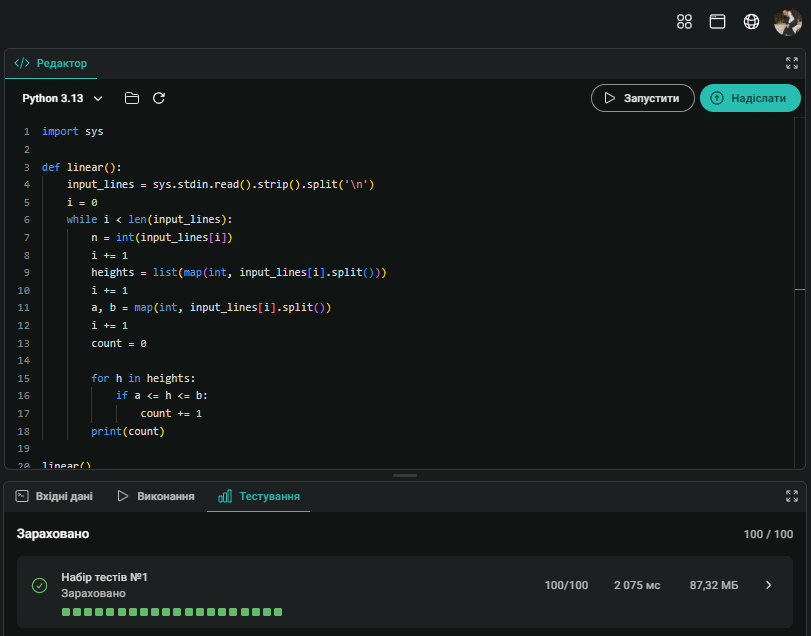 </> Редактор
Python 3.13 Запустити Надіслати
1 import sys
2
3 def linear():
4     input_lines = sys.stdin.read().strip().split('\n')
5     i = 0
6     while i < len(input_lines):
7         n = int(input_lines[i])
8         i += 1
9         heights = list(map(int, input_lines[i].split()))
10         i += 1
11         a, b = map(int, input_lines[i].split())
12         i += 1
13         count = 0
14
15         for h in heights:
16             if a <= h <= b:
17                 count += 1
18         print(count)
19
20 linear()
Вхідні дані Виконання Тестування
Зараховано 100 / 100
Набір тестів №1 100/100 2 075 мс 87,32 МБ
Зараховано